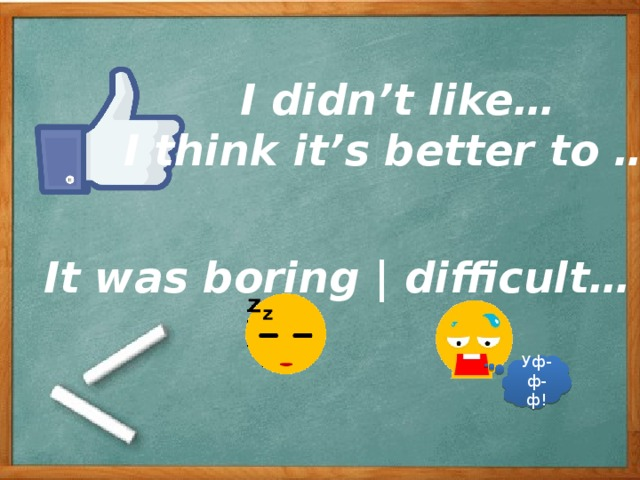 I didn’t like…
I think it’s better to …
It was boring | difficult…
zz
Уф-
ф-
ф!